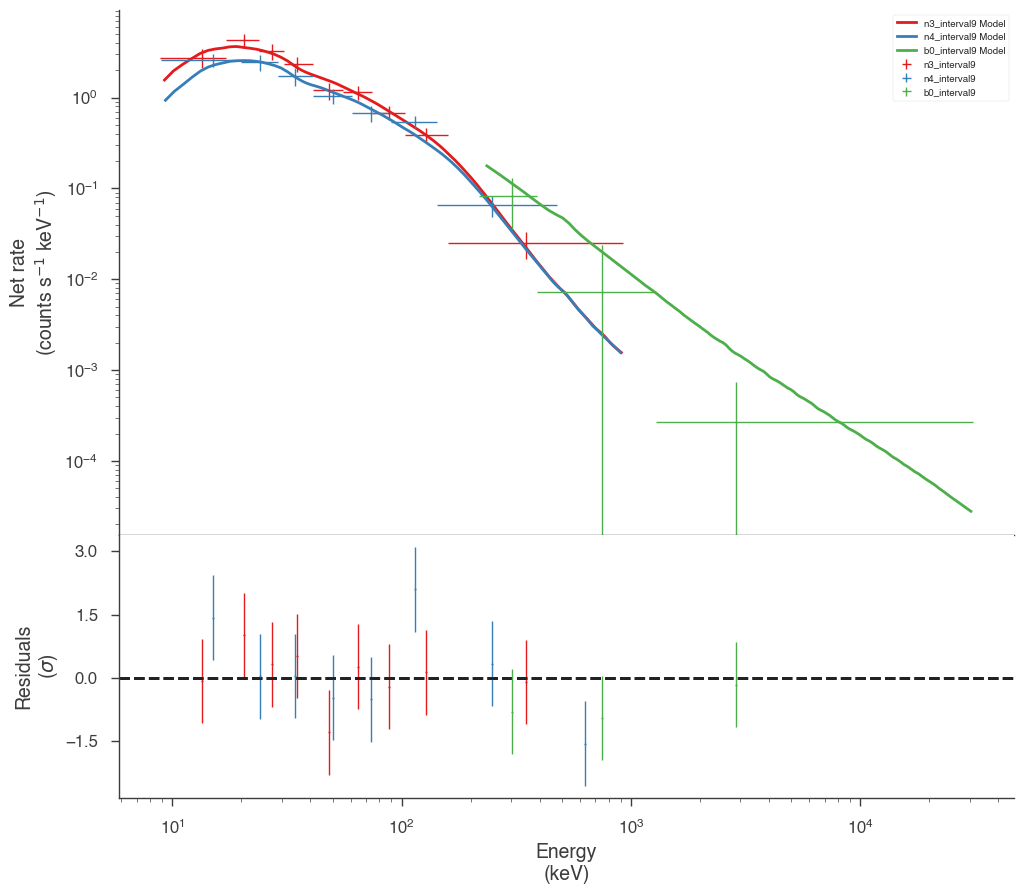 n3_interval9 Model
n4_interval9 Model
b0_interval9 Model
n3_interval9
n4_interval9
b0_interval9
Net rate
(counts s⁻¹ keV⁻¹)
10⁰
10⁻¹
10⁻²
10⁻³
10⁻⁴
Residuals
(σ)
3.0
1.5
0.0
−1.5
10¹
10²
10³
10⁴
Energy
(keV)